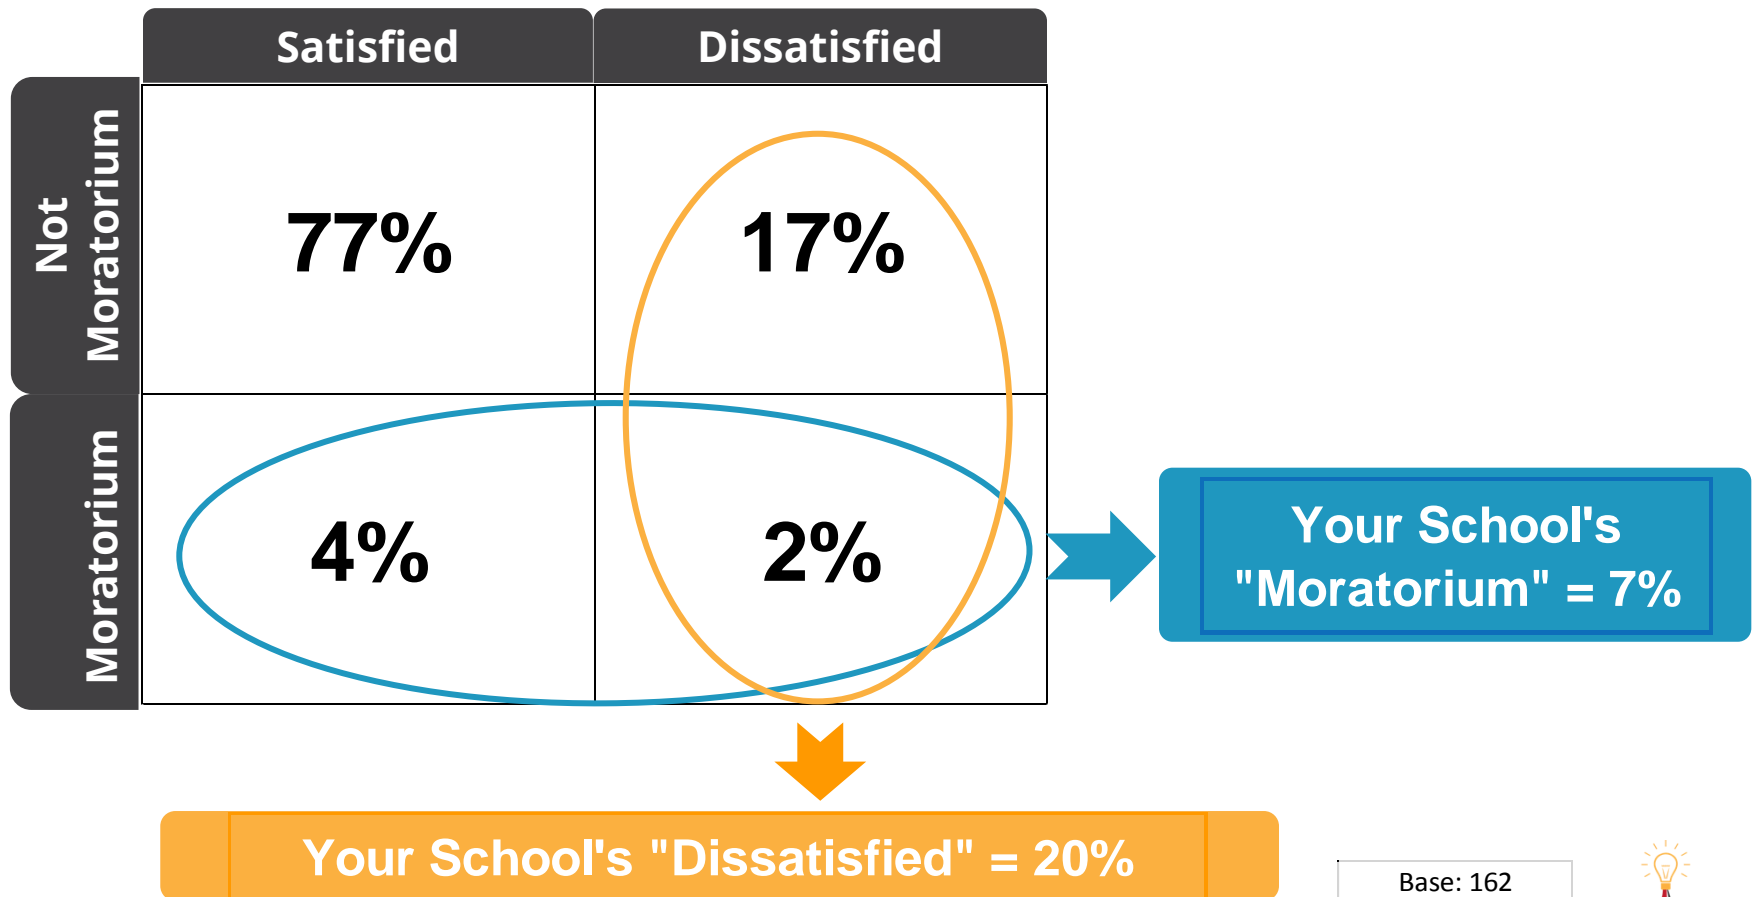 Satisfied
Dissatisfied
Not
Moratorium
77%
17%
Moratorium
4%
2%
Your School's
"Moratorium" = 7%
Your School's "Dissatisfied" = 20%
Base: 162